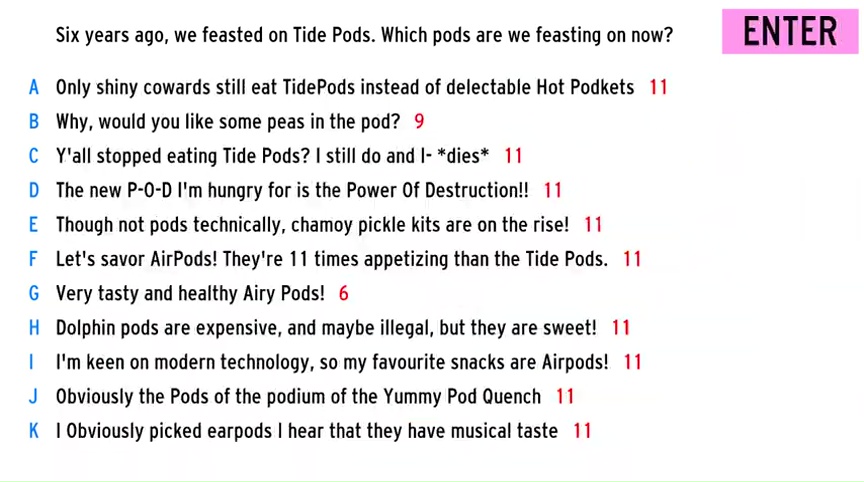 Six years ago, we feasted on Tide Pods. Which pods are we feasting on now?
ENTER
A Only shiny cowards still eat TidePods instead of delectable Hot Podkets 11
B Why, would you like some peas in the pod? 9
C Y'all stopped eating Tide Pods? I still do and I- *dies* 11
D The new P-O-D I'm hungry for is the Power Of Destruction!! 11
E Though not pods technically, chamoy pickle kits are on the rise! 11
F Let's savor AirPods! They're 11 times appetizing than the Tide Pods. 11
G Very tasty and healthy Airy Pods! 6
H Dolphin pods are expensive, and maybe illegal, but they are sweet! 11
I I'm keen on modern technology, so my favourite snacks are Airpods! 11
J Obviously the Pods of the podium of the Yummy Pod Quench 11
K I Obviously picked earpods I hear that they have musical taste 11